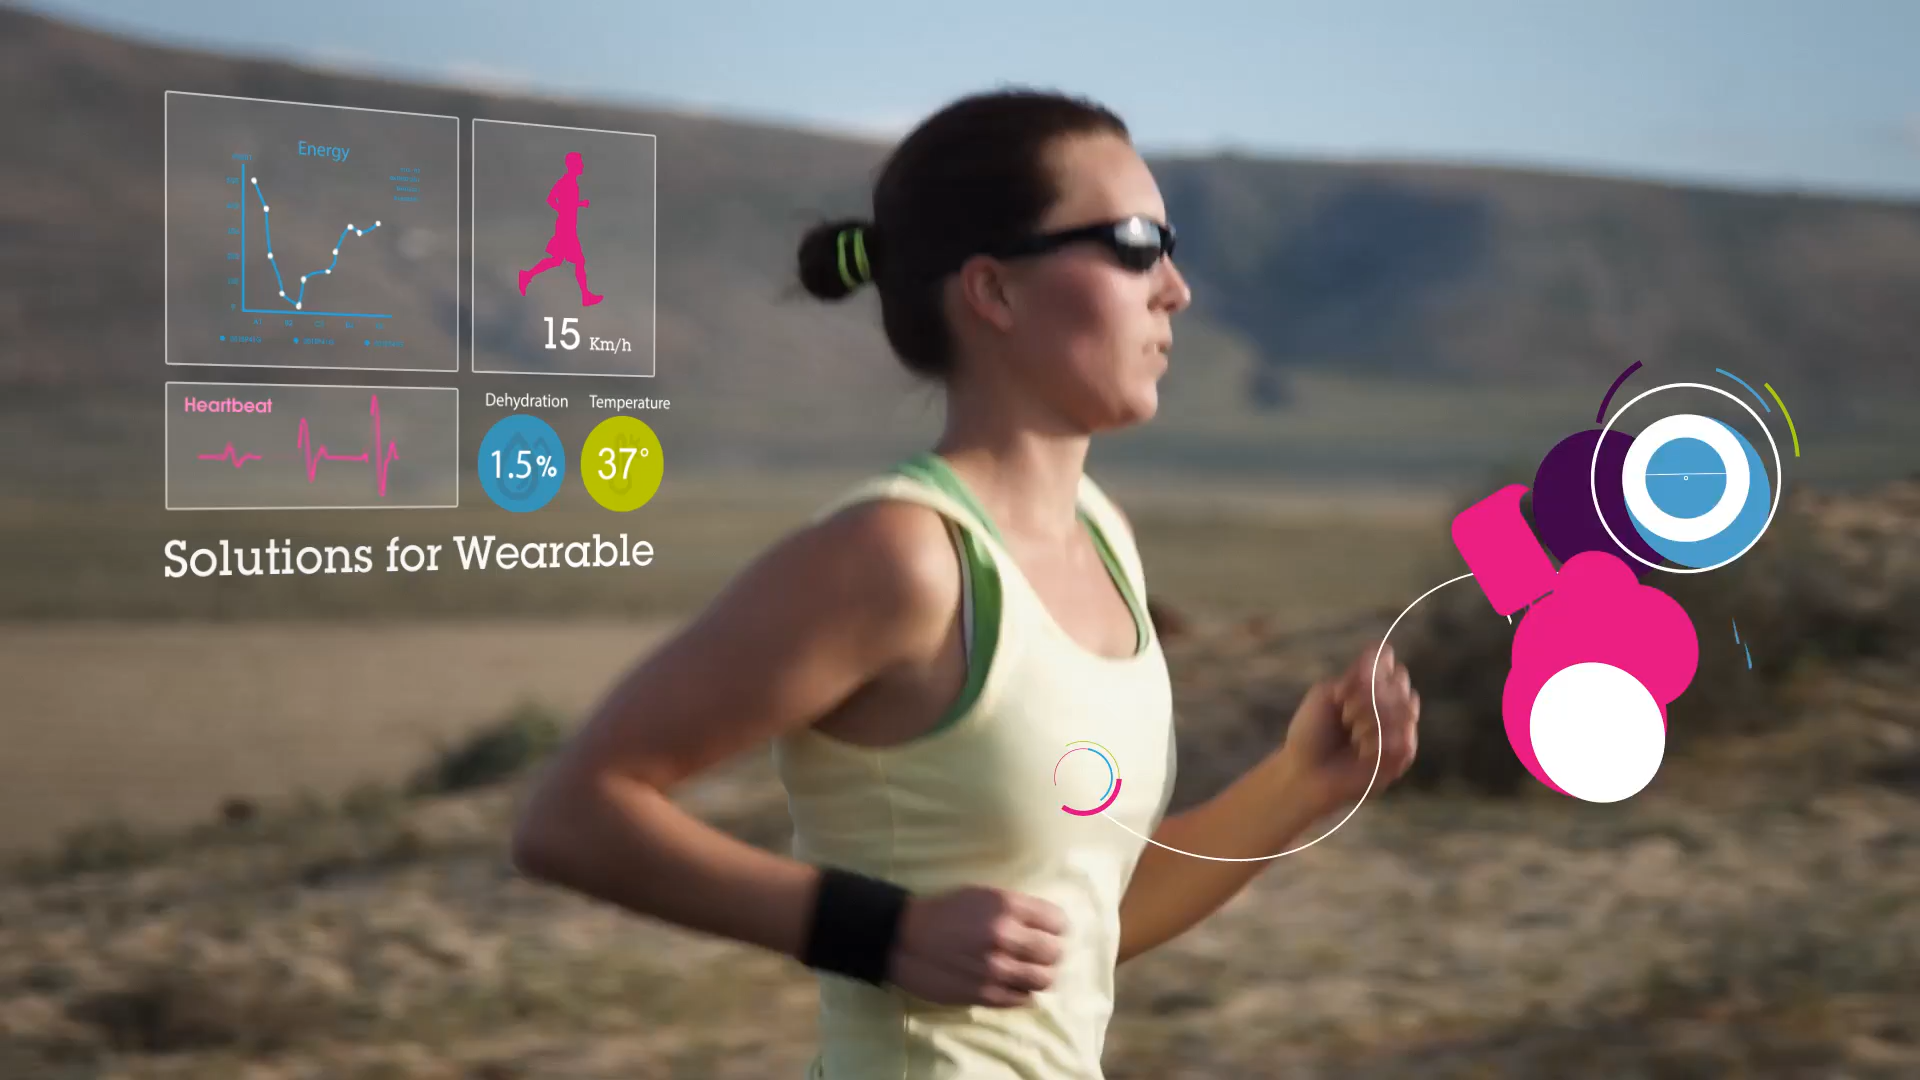 Energy
15 Km/h
Heartbeat
Dehydration
Temperature
1.5%
37°
Solutions for Wearable